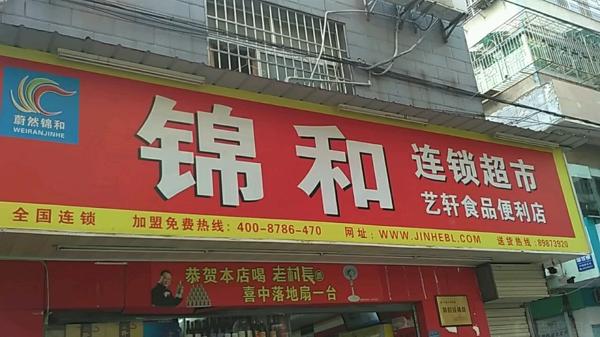 蔚然锦和
WEIRANJINHE
锦和
连锁超市
艺轩食品便利店
全国连锁 加盟免费热线:400-8786-470 网址:WWW.JINHEBL.COM 送货热线:89873920
恭贺本店喝老村长
喜中落地扇一台